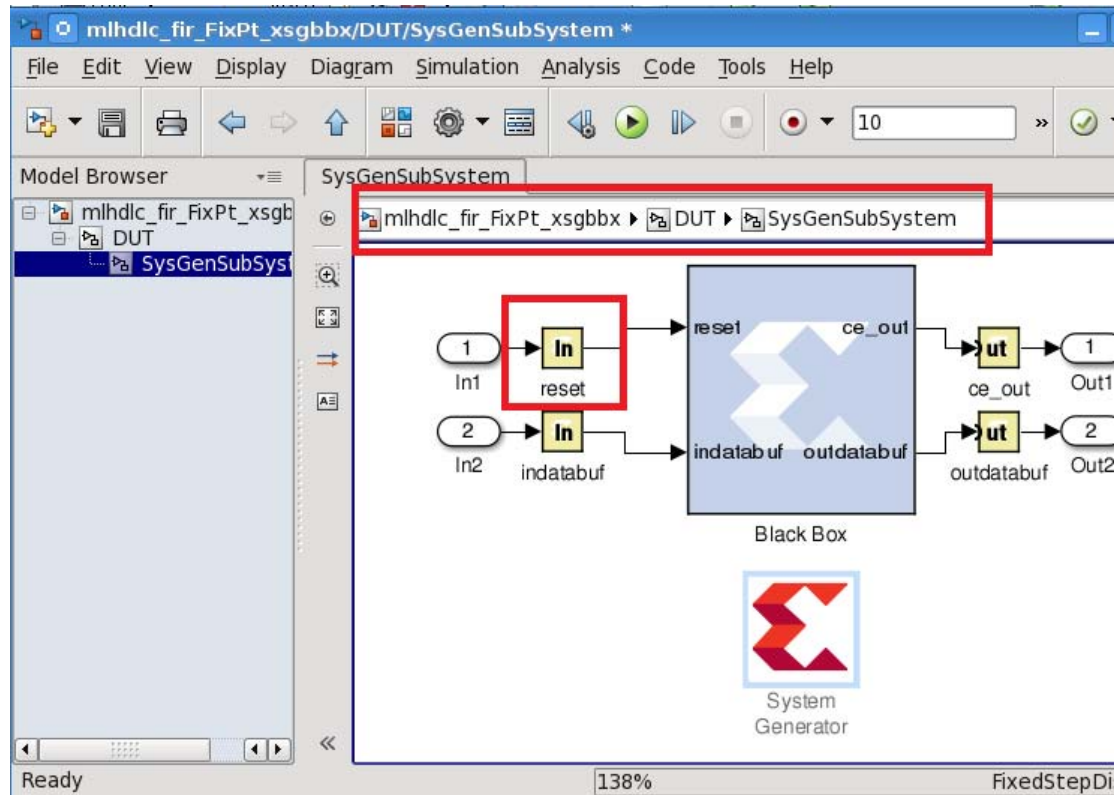 mlhdlc_fir_FixPt_xsgbbx/DUT/SysGenSubSystem *
File Edit View Display Diagram Simulation Analysis Code Tools Help
10 »
Model Browser
SysGenSubSystem
mlhdlc_fir_FixPt_xsgb
DUT
SysGenSubSyst
mlhdlc_fir_FixPt_xsgbbx DUT SysGenSubSystem
1 In reset ce_out ut 1
In1 reset ce_out Out1
2 In indatabuf outdatabuf ut 2
In2 indatabuf outdatabuf Out2
Black Box
System
Generator
Ready 138% FixedStepDi